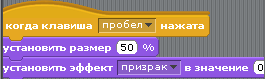 когда клавиша пробел нажата
установить размер 50 %
установить эффект призрак в значение 0